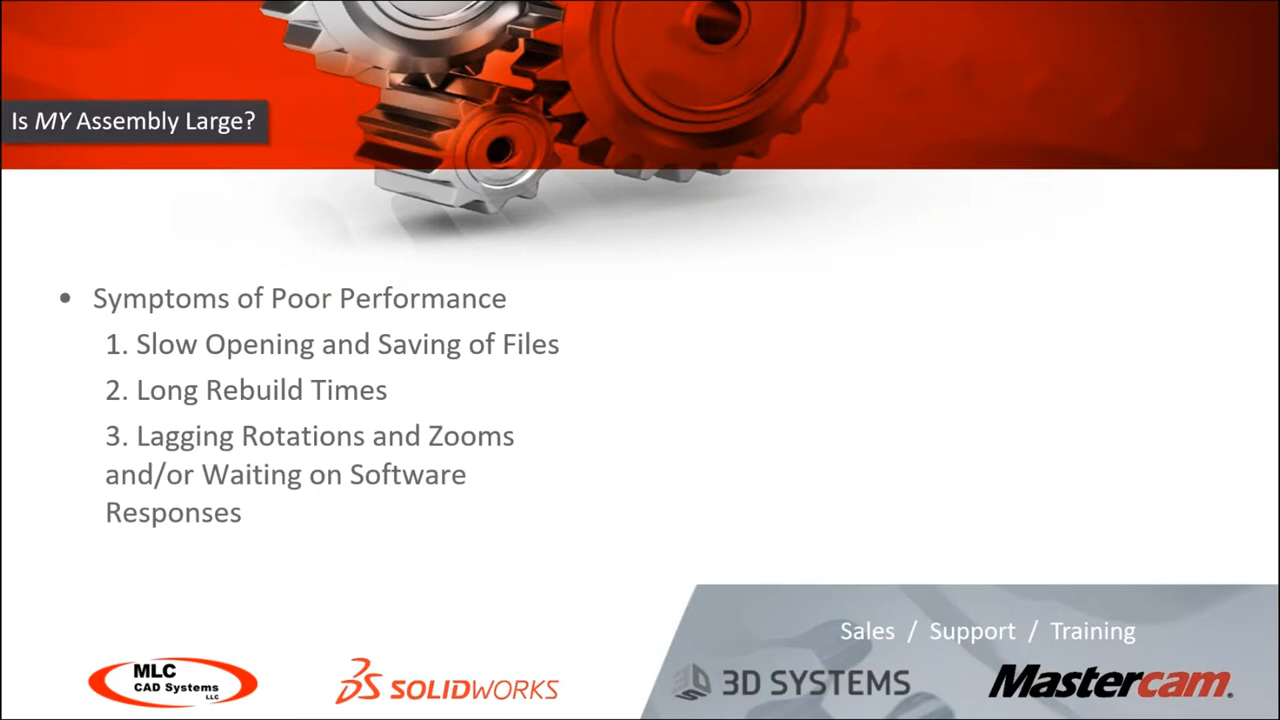 Is MY Assembly Large?
• Symptoms of Poor Performance
1. Slow Opening and Saving of Files
2. Long Rebuild Times
3. Lagging Rotations and Zooms
and/or Waiting on Software
Responses
Sales / Support / Training
MLC
CAD Systems
LLC
DS SOLIDWORKS
3D SYSTEMS
Mastercam.